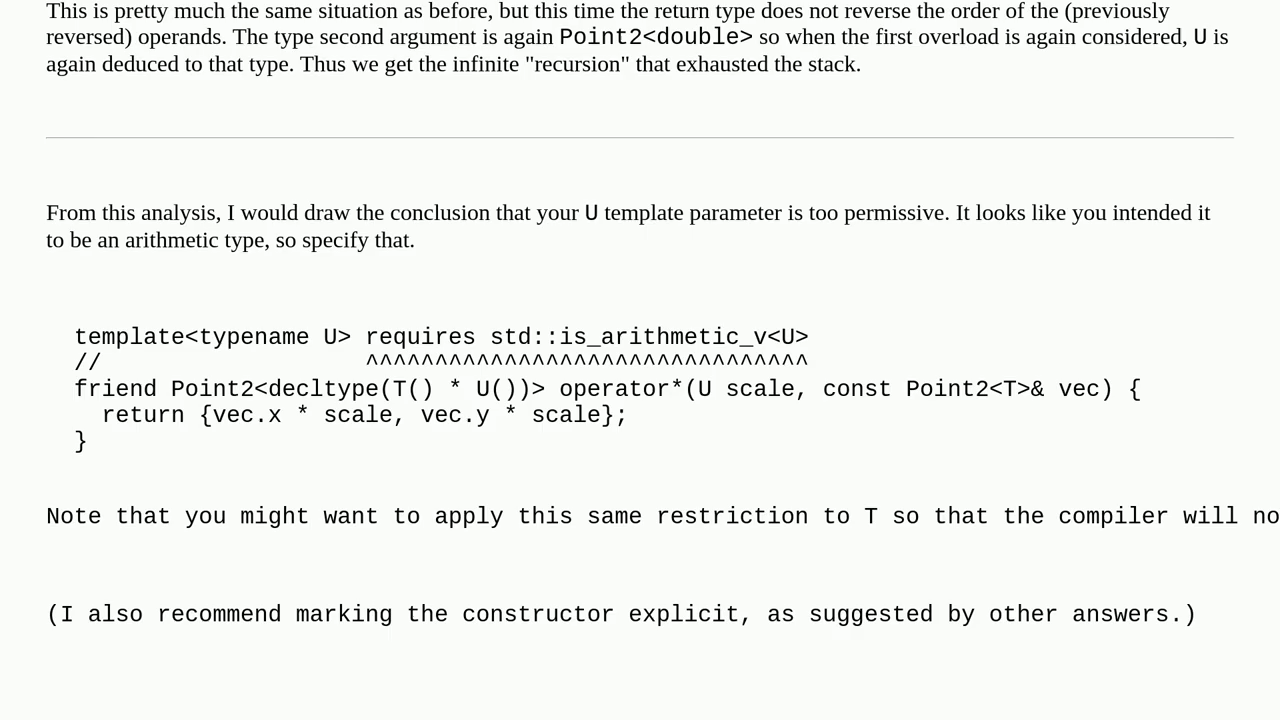 This is pretty much the same situation as before, but this time the return type does not reverse the order of the (previously
reversed) operands. The type second argument is again Point2<double> so when the first overload is again considered, U is
again deduced to that type. Thus we get the infinite "recursion" that exhausted the stack.
From this analysis, I would draw the conclusion that your U template parameter is too permissive. It looks like you intended it
to be an arithmetic type, so specify that.
template<typename U> requires std::is_arithmetic_v<U>
//                   ^^^^^^^^^^^^^^^^^^^^^^^^^^^^^^^^
friend Point2<decltype(T() * U())> operator*(U scale, const Point2<T>& vec) {
  return {vec.x * scale, vec.y * scale};
}
Note that you might want to apply this same restriction to T so that the compiler will no
(I also recommend marking the constructor explicit, as suggested by other answers.)